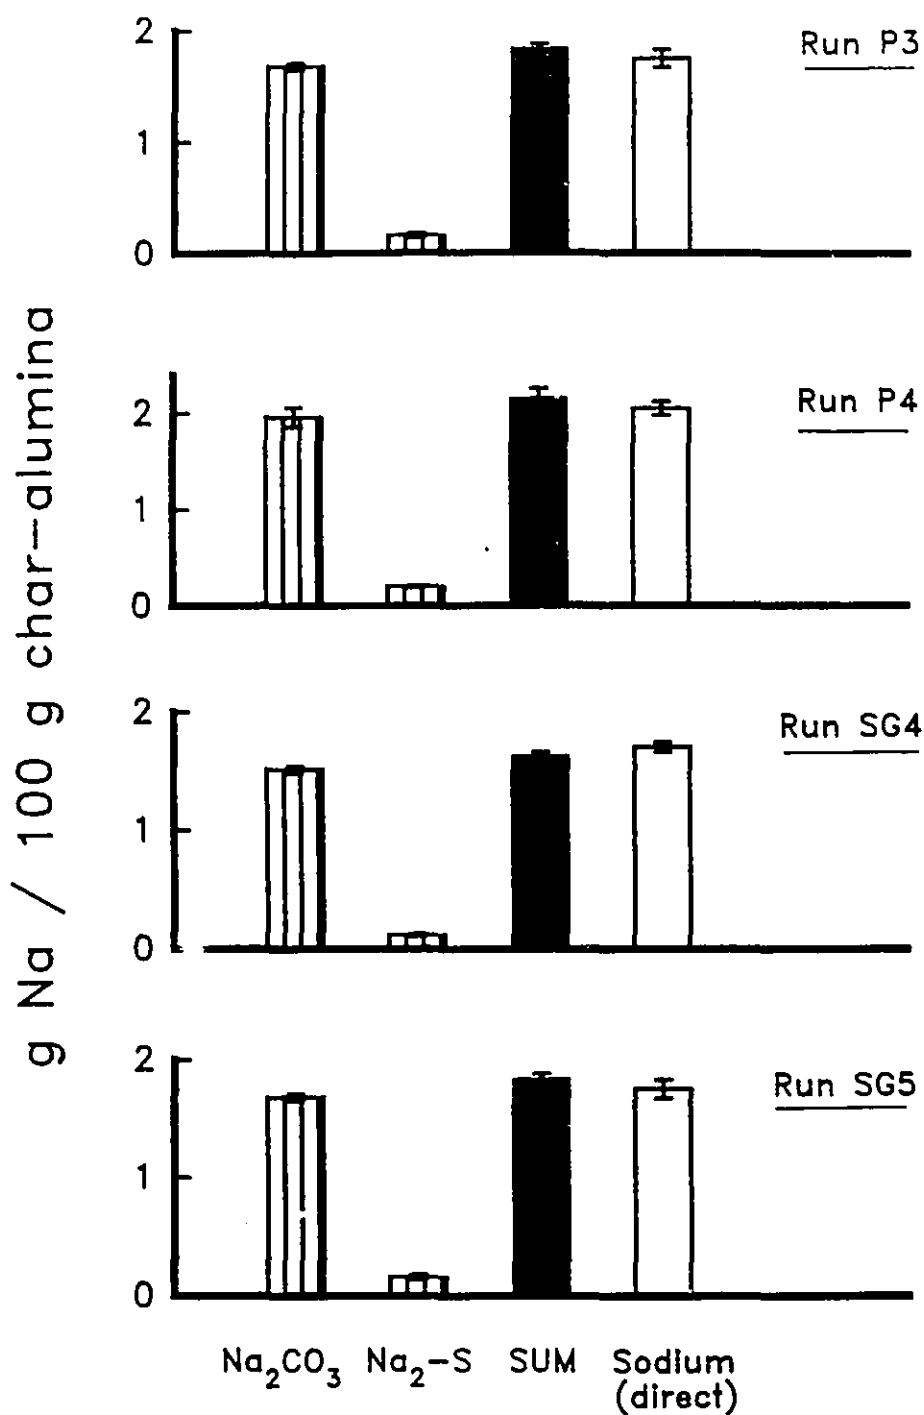 g Na / 100 g char-alumina
Run P3
2
1
0
Run P4
2
1
0
Run SG4
2
1
0
Run SG5
2
1
0
Na₂CO₃ Na₂-S SUM Sodium
(direct)